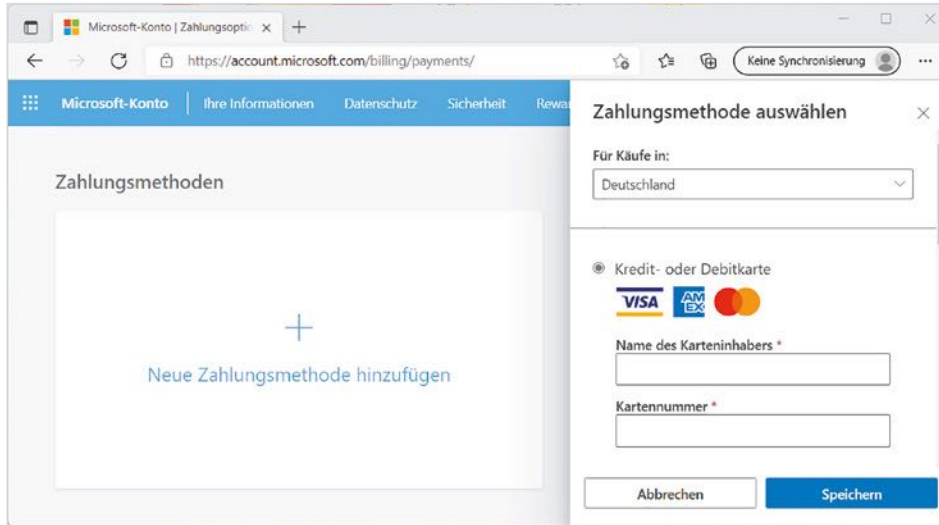 Microsoft-Konto | Zahlungsoptio
https://account.microsoft.com/billing/payments/
Keine Synchronisierung
Microsoft-Konto
Ihre Informationen
Datenschutz
Sicherheit
Rewa
Zahlungsmethoden
Neue Zahlungsmethode hinzufügen
Zahlungsmethode auswählen
Für Käufe in:
Deutschland
Kredit- oder Debitkarte
VISA
AM
EX
Name des Karteninhabers *
Kartennummer *
Abbrechen
Speichern